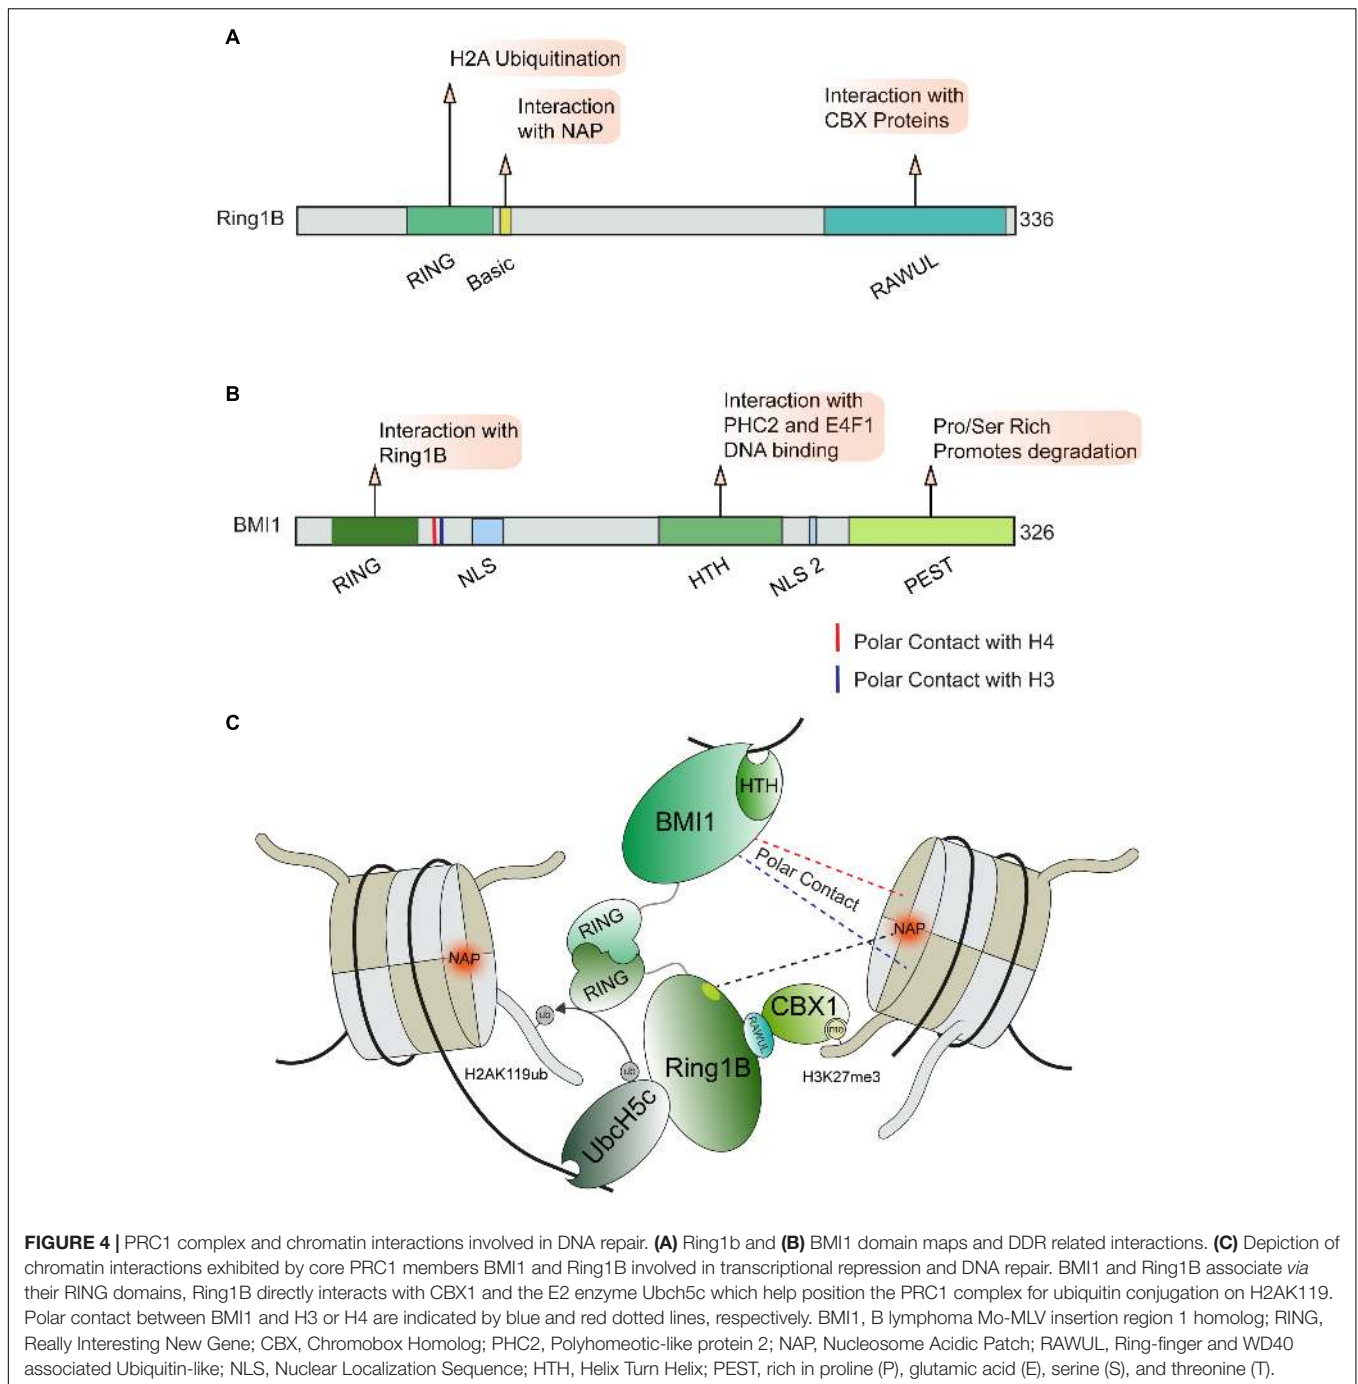 A
H2A Ubiquitination
Interaction
with NAP
Interaction with
CBX Proteins
Ring1B
336
RING
Basic
RAWUL
B
Interaction with
Ring1B
Interaction with
PHC2 and E4F1
DNA binding
Pro/Ser Rich
Promotes degradation
BMI1
326
RING
NLS
HTH
NLS 2
PEST
Polar Contact with H4
Polar Contact with H3
C
HTH
BMI1
Polar Contact
RING
NAP
NAP
RING
CBX1
ub
RAWUL
Ring1B
ub
H2AK119ub
H3K27me3
UbcH5c
FIGURE 4 | PRC1 complex and chromatin interactions involved in DNA repair. (A) Ring1b and (B) BMI1 domain maps and DDR related interactions. (C) Depiction of
chromatin interactions exhibited by core PRC1 members BMI1 and Ring1B involved in transcriptional repression and DNA repair. BMI1 and Ring1B associate via
their RING domains, Ring1B directly interacts with CBX1 and the E2 enzyme Ubch5c which help position the PRC1 complex for ubiquitin conjugation on H2AK119.
Polar contact between BMI1 and H3 or H4 are indicated by blue and red dotted lines, respectively. BMI1, B lymphoma Mo-MLV insertion region 1 homolog; RING,
Really Interesting New Gene; CBX, Chromobox Homolog; PHC2, Polyhomeotic-like protein 2; NAP, Nucleosome Acidic Patch; RAWUL, Ring-finger and WD40
associated Ubiquitin-like; NLS, Nuclear Localization Sequence; HTH, Helix Turn Helix; PEST, rich in proline (P), glutamic acid (E), serine (S), and threonine (T).